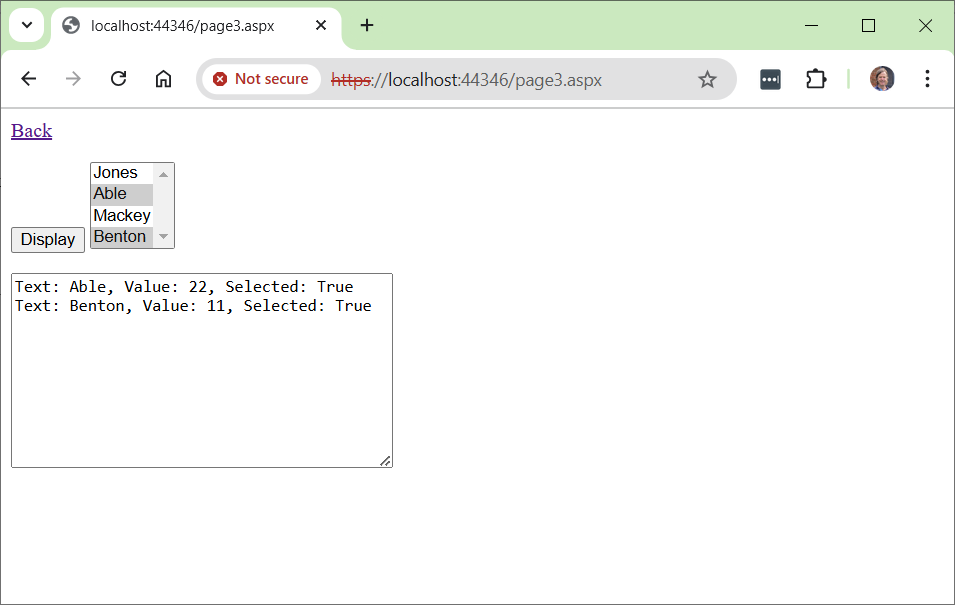 localhost:44346/page3.aspx
Not secure
https://localhost:44346/page3.aspx
Back
Jones
Able
Mackey
Benton
Display
Text: Able, Value: 22, Selected: True
Text: Benton, Value: 11, Selected: True